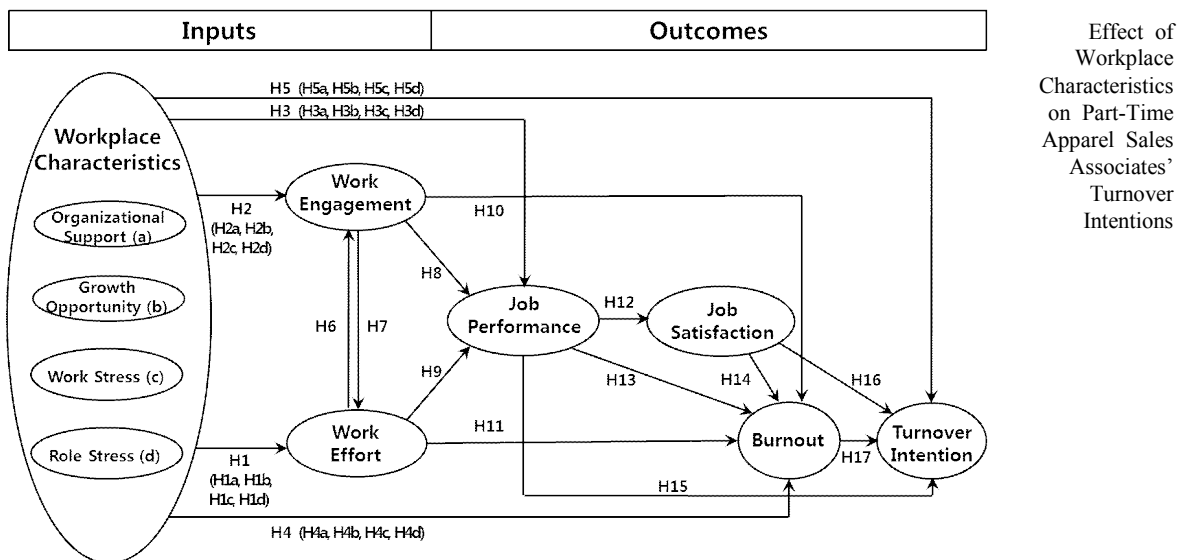 Inputs
Outcomes
Effect of
Workplace
Characteristics
on Part-Time
Apparel Sales
Associates'
Turnover
Intentions
H5 (H5a, H5b, H5c, H5d)
H3 (H3a, H3b, H3c, H3d)
Workplace
Characteristics
Organizational
Support (a)
Growth
Opportunity (b)
Work Stress (c)
Role Stress (d)
H2
(H2a, H2b,
H2c, H2d)
Work
Engagement
H10
H8
H6
H7
Job
Performance
H12
Job
Satisfaction
H9
H13
H14
H16
H1
(H1a, H1b,
H1c, H1d)
Work
Effort
H11
Burnout
H17
Turnover
Intention
H15
H4 (H4a, H4b, H4c, H4d)